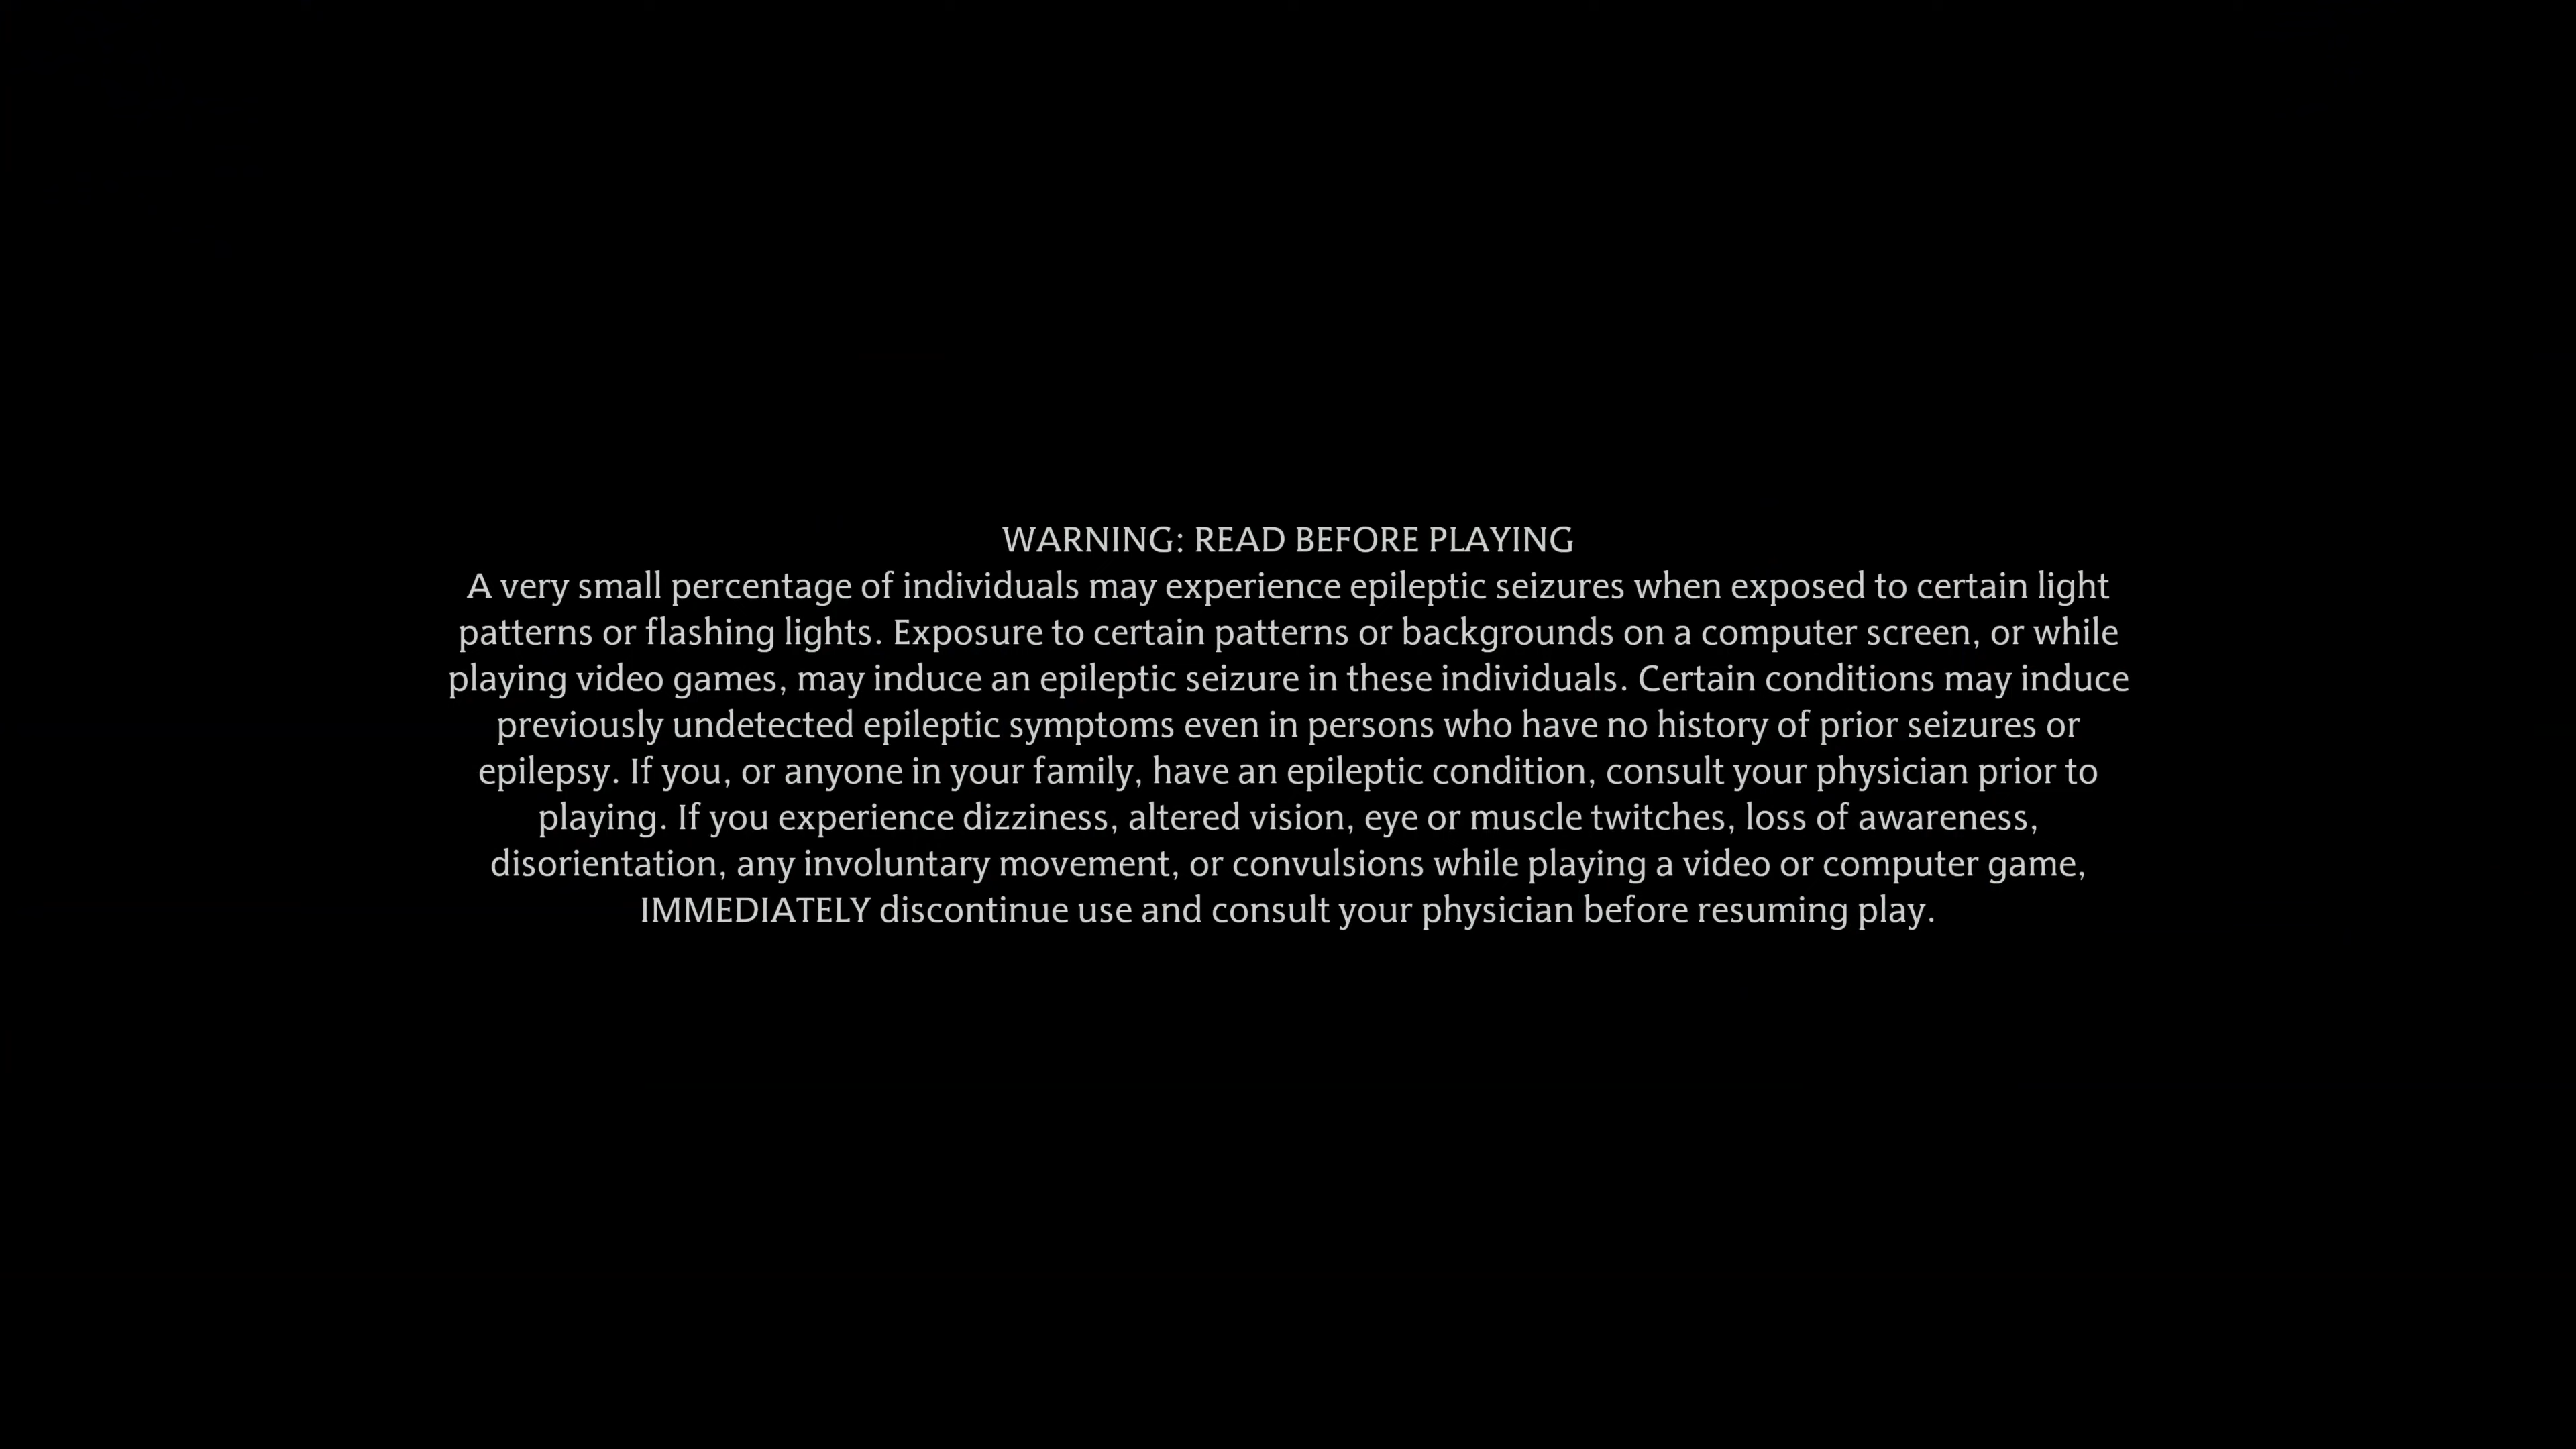 WARNING: READ BEFORE PLAYING
A very small percentage of individuals may experience epileptic seizures when exposed to certain light
patterns or flashing lights. Exposure to certain patterns or backgrounds on a computer screen, or while
playing video games, may induce an epileptic seizure in these individuals. Certain conditions may induce
previously undetected epileptic symptoms even in persons who have no history of prior seizures or
epilepsy. If you, or anyone in your family, have an epileptic condition, consult your physician prior to
playing. If you experience dizziness, altered vision, eye or muscle twitches, loss of awareness,
disorientation, any involuntary movement, or convulsions while playing a video or computer game,
IMMEDIATELY discontinue use and consult your physician before resuming play.